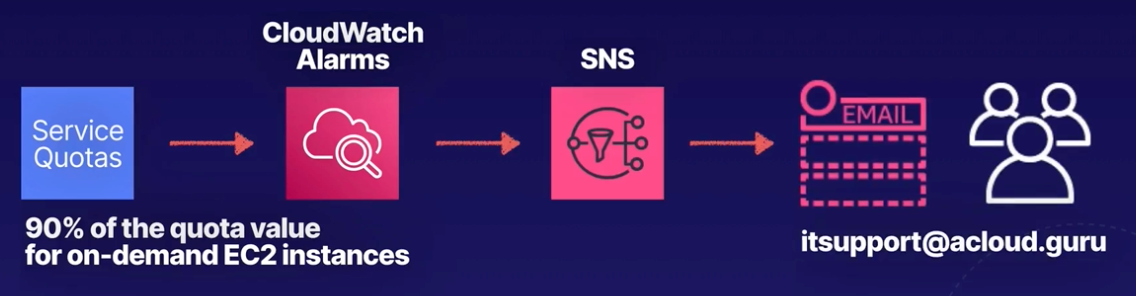 CloudWatch
Alarms
SNS
Service
Quotas
EMAIL
90% of the quota value
for on-demand EC2 instances
itsupport@acloud.guru